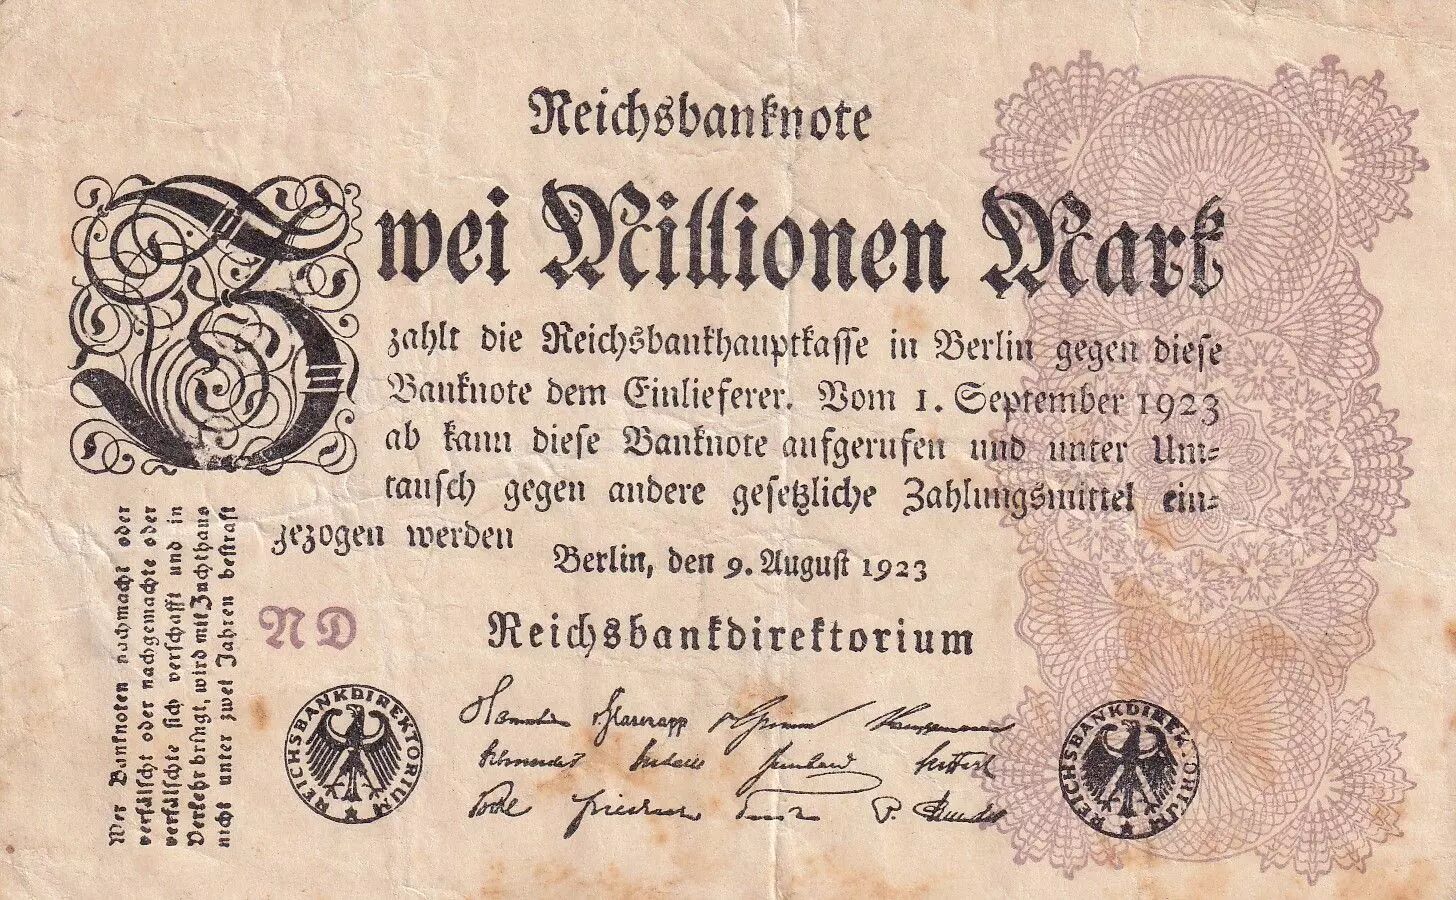 Reichsbanknote
Zwei Millionen Mark
zahlt die Reichsbankhauptkasse in Berlin gegen diese
Banknote dem Einlieferer. Vom 1. September 1923
ab kann diese Banknote aufgerufen und unter Um-
tausch gegen andere gesetzliche Zahlungsmittel ein-
gezogen werden
Berlin, den 9. August 1923
Reichsbankdirektorium
ND
Wer Banknoten nachmacht oder
verfälscht oder nachgemachte oder
verfälschte sich verschafft und in
Verkehr bringt, wird mit Zuchthaus
nicht unter zwei Jahren bestraft
REICHSBANKDIREKTORIUM
REICHSBANKDIREKTORIUM